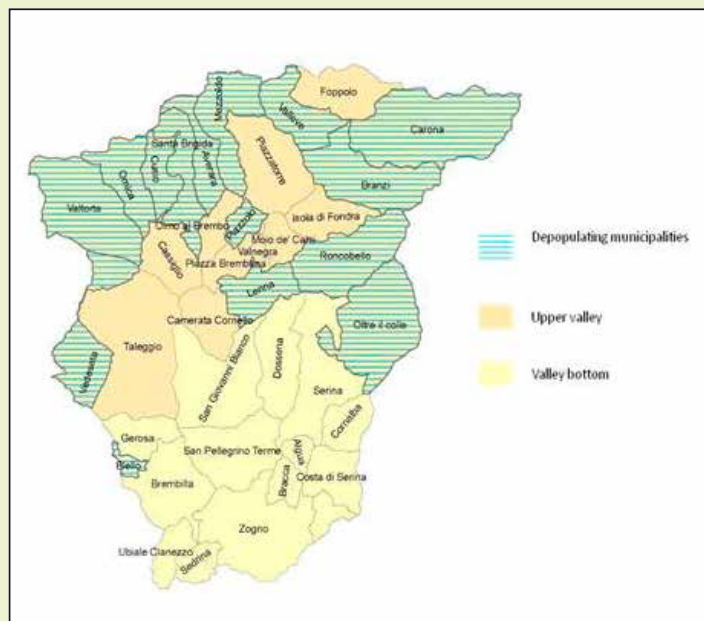 Foppolo
Mezzoldo
Valleve
Carona
Santa Brigida
Averara
Cusio
Ornica
Piazzatorre
Branzi
Valtorta
Isola di Fondra
Olmo al Brembo
Piazzolo
Moio de' Calvi
Valnegra
Roncobello
Cassiglio
Piazza Brembana
Lenna
Oltre il colle
Camerata Cornello
Taleggio
Vedeseta
San Giovanni Bianco
Dossena
Serina
Cornalba
Gerosa
San Pellegrino Terme
Algua
Blello
Bracca
Costa di Serina
Brembilla
Zogno
Ubiale Clanezzo
Sedrina
Depopulating municipalities
Upper valley
Valley bottom